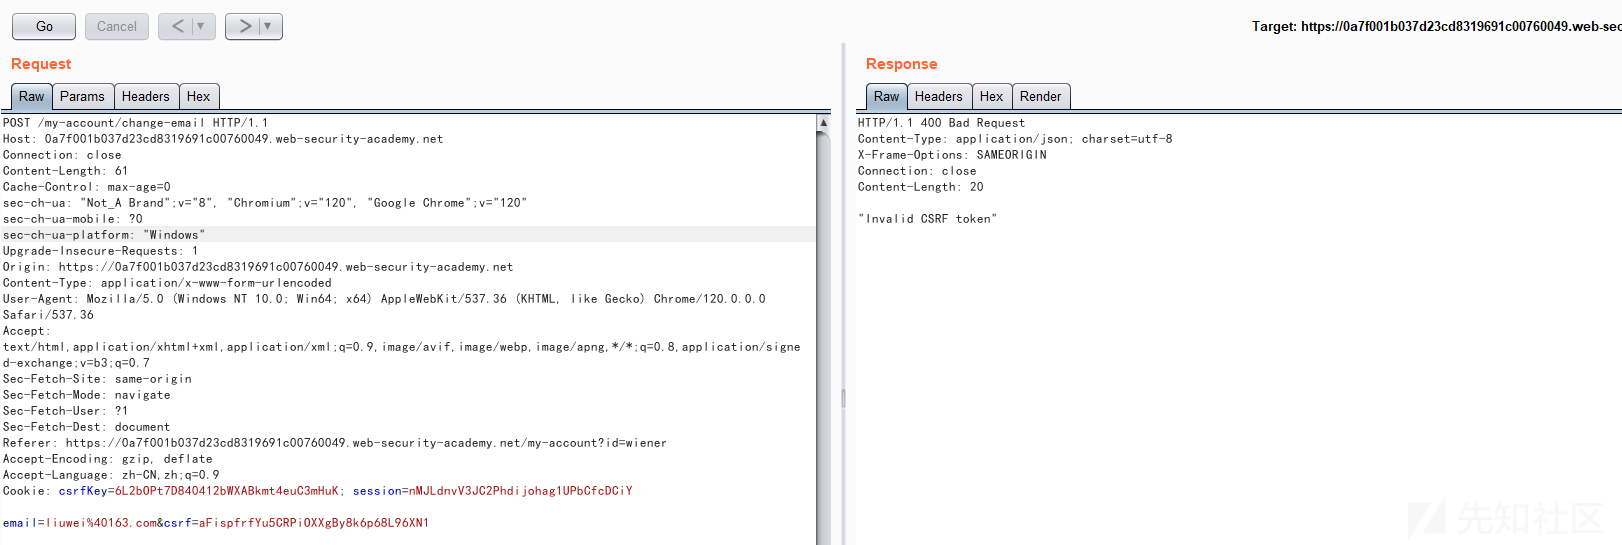 Go Cancel < ▼ > ▼ Target: https://0a7f001b037d23cd8319691c00760049.web-sec
Request
Raw Params Headers Hex
POST /my-account/change-email HTTP/1.1
Host: 0a7f001b037d23cd8319691c00760049.web-security-academy.net
Connection: close
Content-Length: 61
Cache-Control: max-age=0
sec-ch-ua: "Not_A Brand";v="8", "Chromium";v="120", "Google Chrome";v="120"
sec-ch-ua-mobile: ?0
sec-ch-ua-platform: "Windows"
Upgrade-Insecure-Requests: 1
Origin: https://0a7f001b037d23cd8319691c00760049.web-security-academy.net
Content-Type: application/x-www-form-urlencoded
User-Agent: Mozilla/5.0 (Windows NT 10.0; Win64; x64) AppleWebKit/537.36 (KHTML, like Gecko) Chrome/120.0.0.0
Safari/537.36
Accept:
text/html,application/xhtml+xml,application/xml;q=0.9,image/avif,image/webp,image/apng,*/*;q=0.8,application/signe
d-exchange;v=b3;q=0.7
Sec-Fetch-Site: same-origin
Sec-Fetch-Mode: navigate
Sec-Fetch-User: ?1
Sec-Fetch-Dest: document
Referer: https://0a7f001b037d23cd8319691c00760049.web-security-academy.net/my-account?id=wiener
Accept-Encoding: gzip, deflate
Accept-Language: zh-CN,zh;q=0.9
Cookie: csrfKey=6L2bOPt7D840412bWXABkmt4euC3mHuK; session=nMJLdnvV3JC2Phdijohag1UPbCfcDCiY
email=liuwei%40163.com&csrf=aFispfrfYu5CRPiOXXgBy8k6p68L96XN1
Response
Raw Headers Hex Render
HTTP/1.1 400 Bad Request
Content-Type: application/json; charset=utf-8
X-Frame-Options: SAMEORIGIN
Connection: close
Content-Length: 20
"Invalid CSRF token"
先知社区